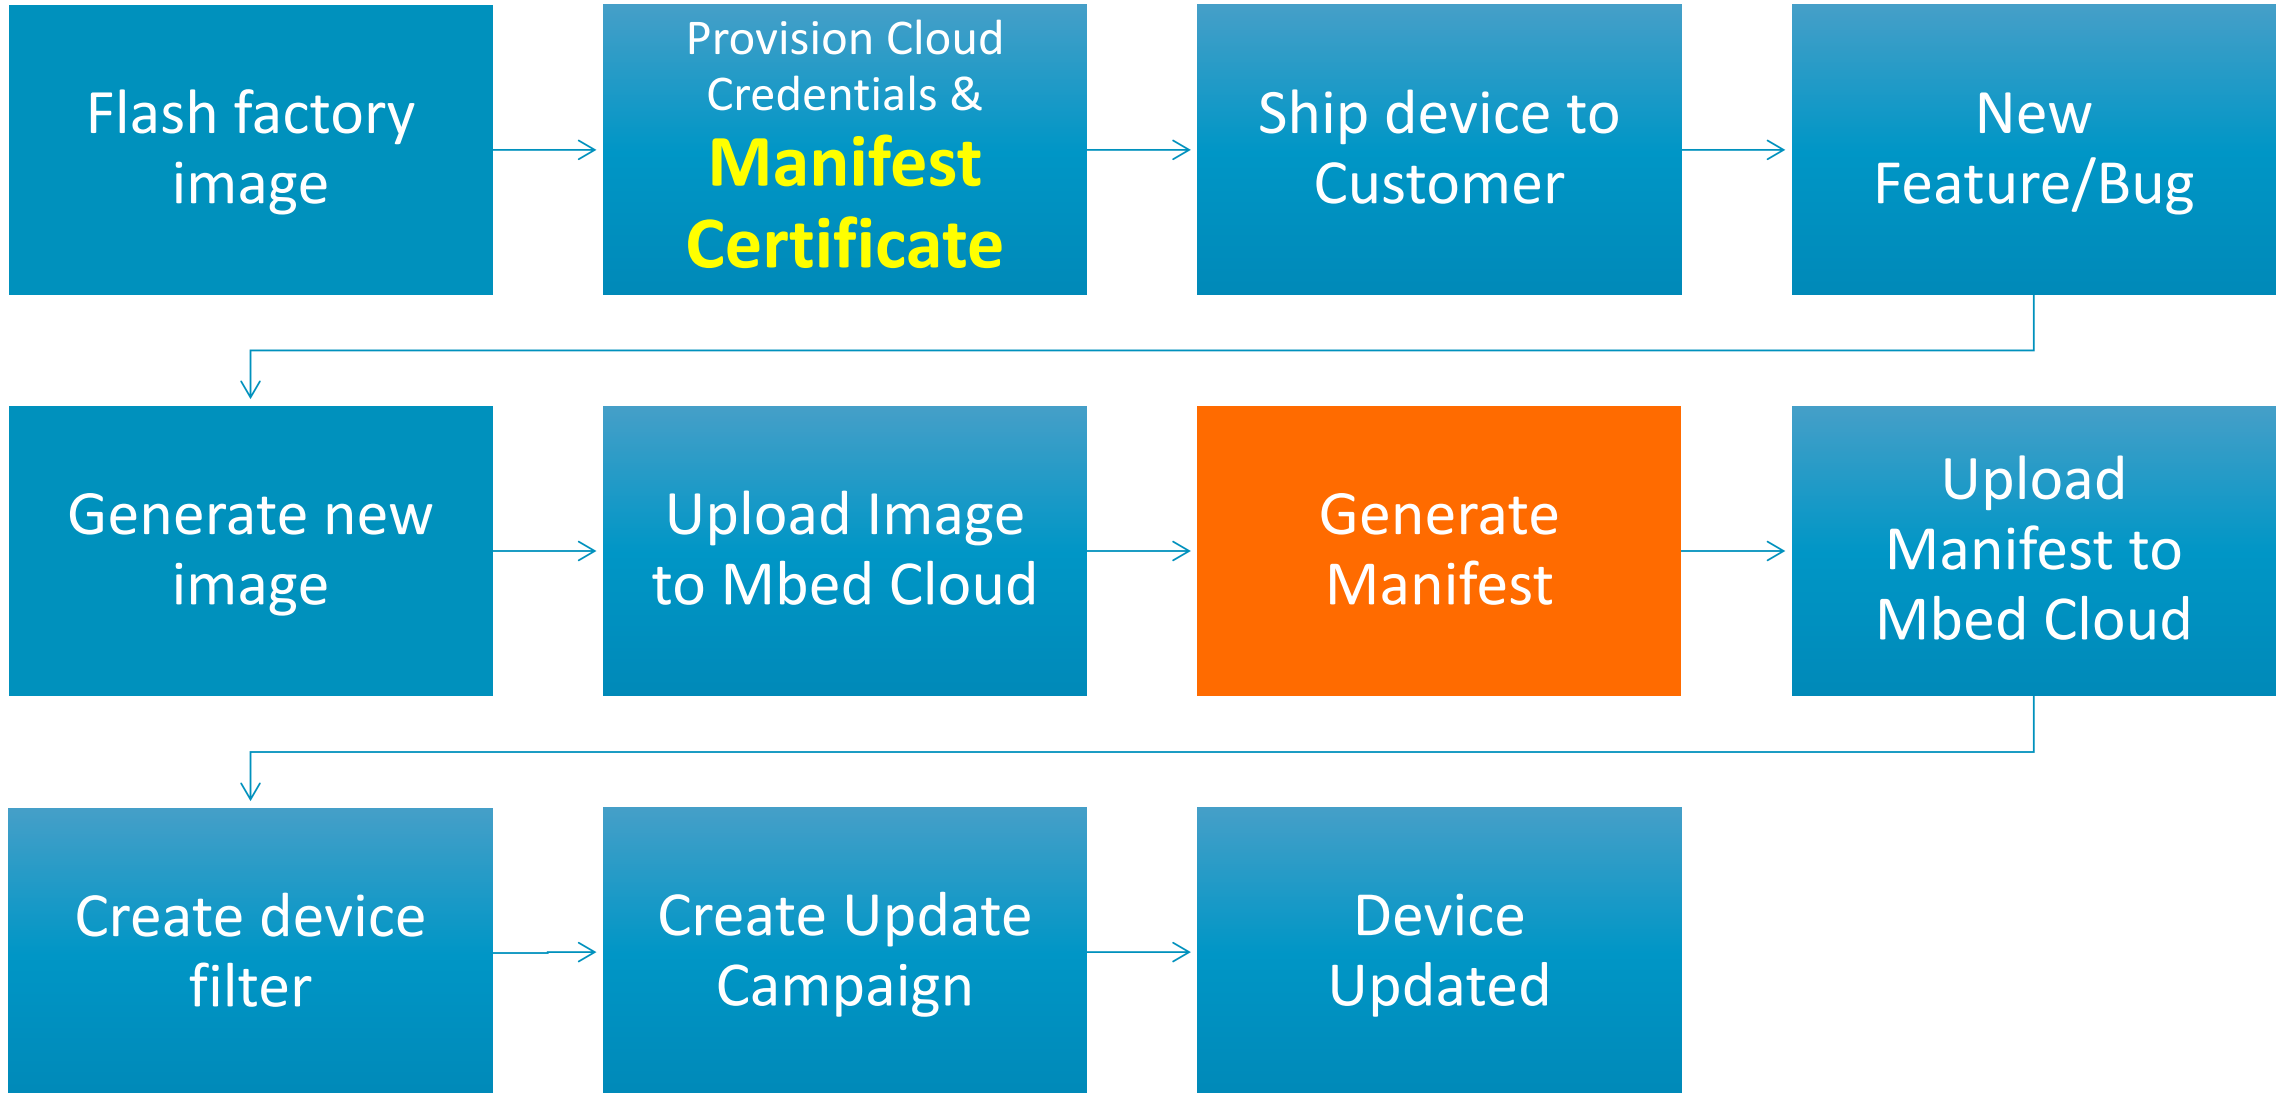 Flash factory
image
Provision Cloud
Credentials &
Manifest
Certificate
Ship device to
Customer
New
Feature/Bug
Generate new
image
Upload Image
to Mbed Cloud
Generate
Manifest
Upload
Manifest to
Mbed Cloud
Create device
filter
Create Update
Campaign
Device
Updated